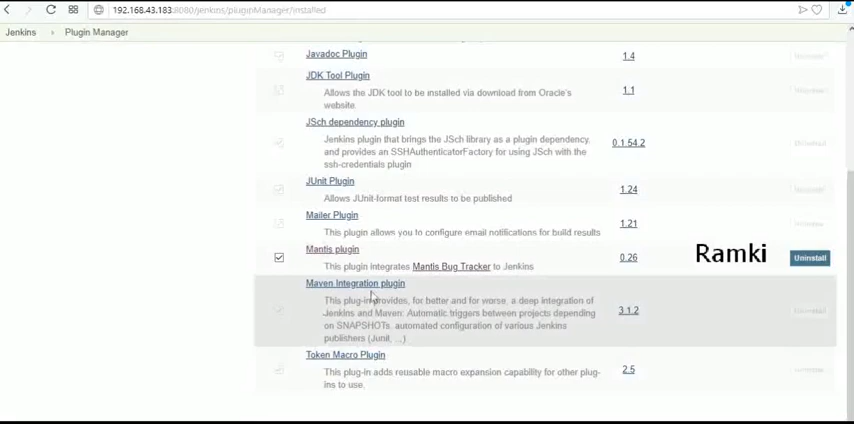 192.168.43.183:8080/jenkins/pluginManager/installed
Jenkins › Plugin Manager
Javadoc Plugin 1.4 Uninstall
JDK Tool Plugin
Allows the JDK tool to be installed via download from Oracle's
website.
1.1
JSch dependency plugin
Jenkins plugin that brings the JSch library as a plugin dependency,
and provides an SSHAuthenticatorFactory for using JSch with the
ssh-credentials plugin
0.1.54.2
JUnit Plugin
Allows JUnit-format test results to be published
1.24
Mailer Plugin
This plugin allows you to configure email notifications for build results
1.21
Mantis plugin
This plugin integrates Mantis Bug Tracker to Jenkins
0.26
Ramki
Uninstall
Maven Integration plugin
This plug-in provides, for better and for worse, a deep integration of
Jenkins and Maven: Automatic triggers between projects depending
on SNAPSHOTs, automated configuration of various Jenkins
publishers (Junit, ...)
3.1.2
Token Macro Plugin
This plug-in adds reusable macro expansion capability for other plug-
ins to use.
2.5